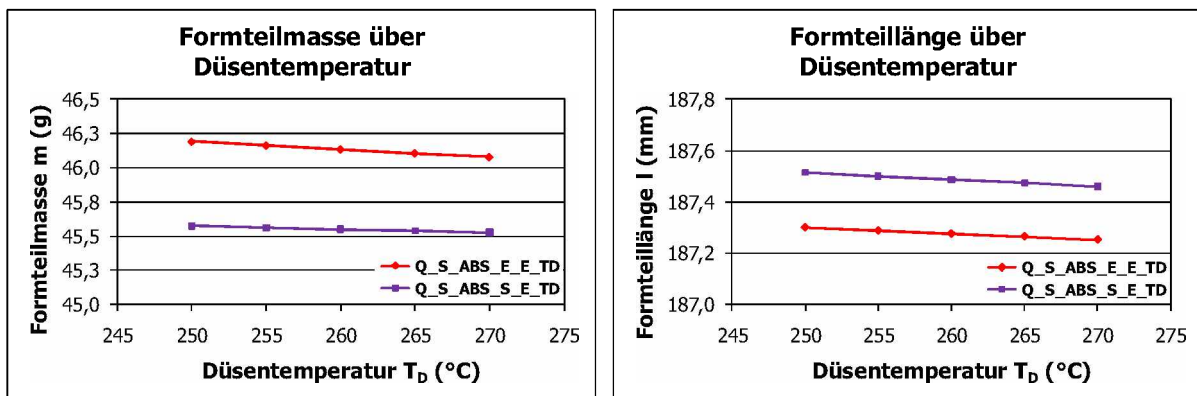 Formteilmasse über
Düsentemperatur
Formteilmasse m (g)
46,5
46,3
46,0
45,8
45,5
45,3
45,0
Q_S_ABS_E_E_TD
Q_S_ABS_S_E_TD
245 250 255 260 265 270 275
Düsentemperatur T_D (°C)
Formteillänge über
Düsentemperatur
Formteillänge l (mm)
187,8
187,6
187,4
187,2
187,0
Q_S_ABS_E_E_TD
Q_S_ABS_S_E_TD
245 250 255 260 265 270 275
Düsentemperatur T_D (°C)